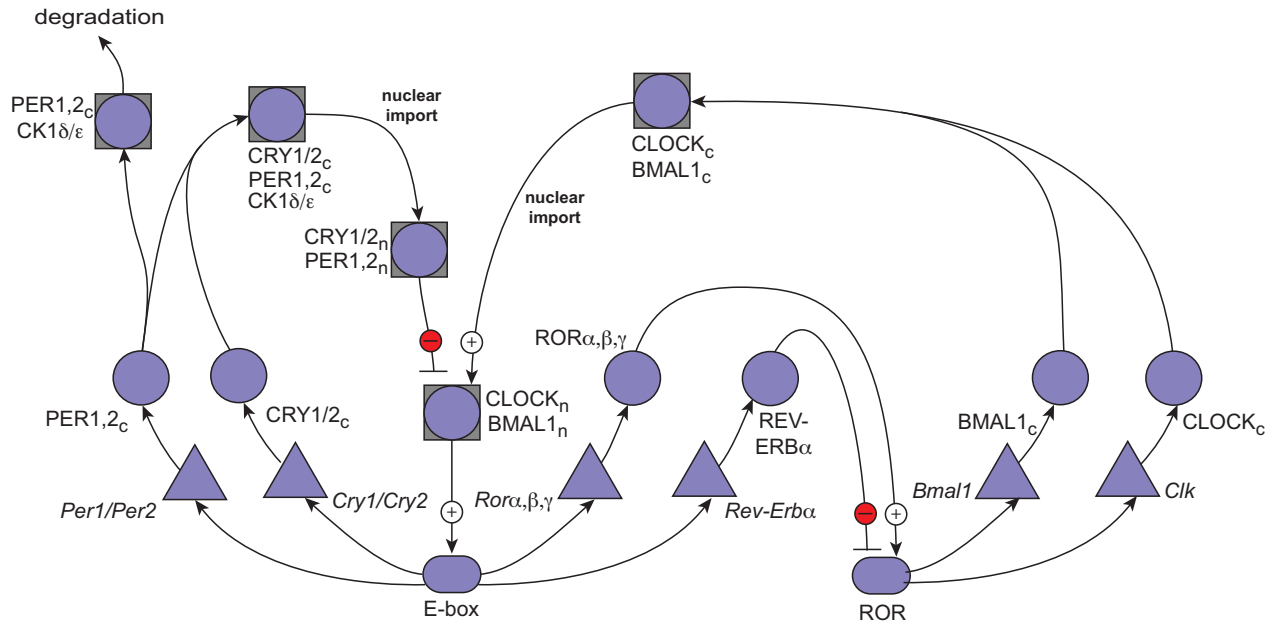 degradation
PER1,2c
CK1δ/ε
CRY1/2c
PER1,2c
CK1δ/ε
nuclear
import
CRY1/2n
PER1,2n
CLOCKc
BMAL1c
nuclear
import
−
+
PER1,2c
CRY1/2c
CLOCKn
BMAL1n
RORα,β,γ
REV-
ERBα
BMAL1c
CLOCKc
Per1/Per2
Cry1/Cry2
+
Rorα,β,γ
Rev-Erbα
−
+
Bmal1
Clk
E-box
ROR